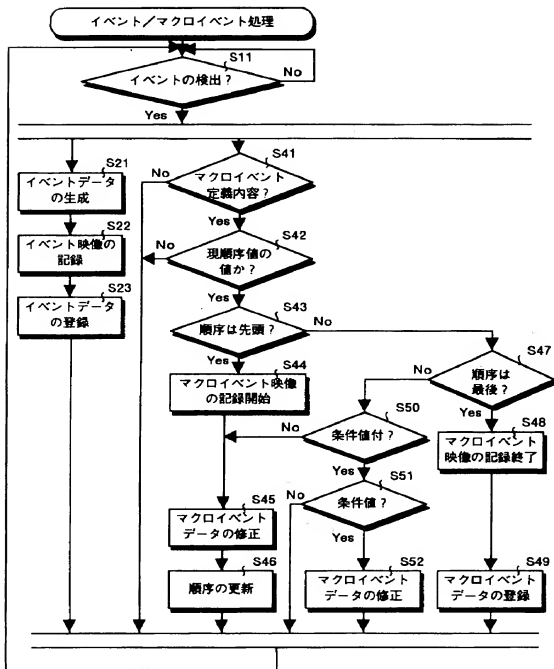 イベント／マクロイベント処理
S11
イベントの検出？
No
Yes
S21
イベントデータ
の生成
S22
イベント映像の
記録
S23
イベントデータ
の登録
S41
マクロイベント
定義内容？
No
Yes
S42
現順序値の
値か？
No
Yes
S43
順序は先頭？
No
Yes
S44
マクロイベント映像
の記録開始
S47
順序は
最後？
No
Yes
S48
マクロイベント
映像の記録終了
S50
条件値付？
No
Yes
S51
条件値？
No
Yes
S45
マクロイベント
データの修正
S46
順序の更新
S52
マクロイベント
データの修正
S49
マクロイベント
データの登録